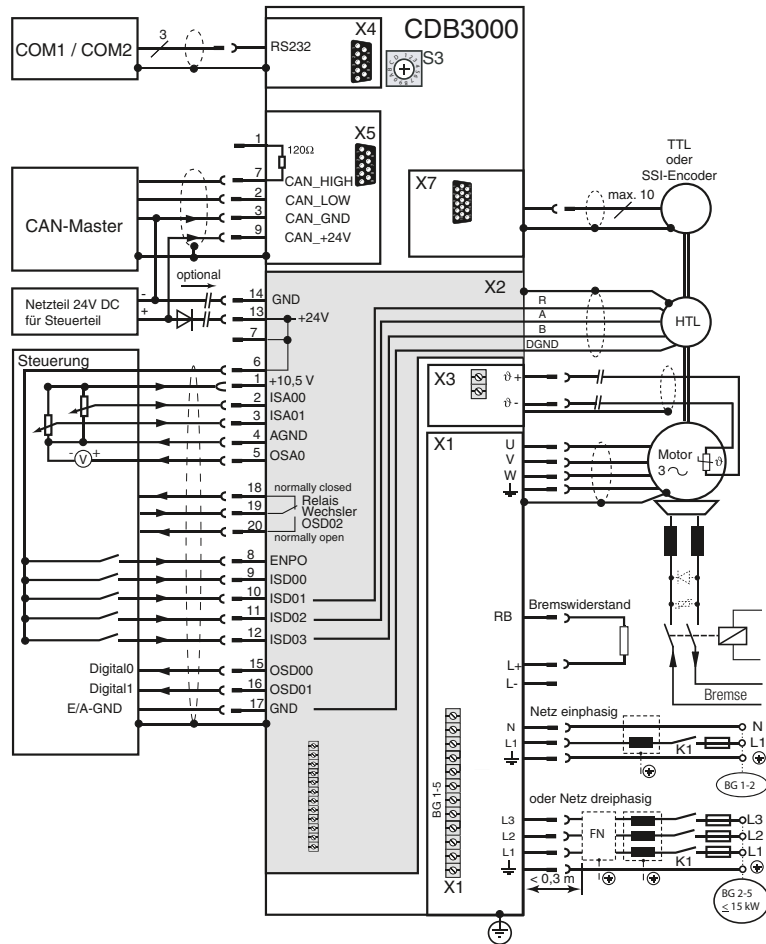 CDB3000
COM1 / COM2
3
RS232
X4
S3
1
120Ω
X5
7
CAN_HIGH
2
CAN_LOW
3
CAN_GND
9
CAN_+24V
CAN-Master
X7
max. 10
TTL
oder
SSI-Encoder
optional
Netzteil 24V DC
für Steuerteil
-
+
14
GND
13
+24V
7
X2
R
A
B
DGND
HTL
Steuerung
6
1
+10,5 V
2
ISA00
3
ISA01
4
AGND
5
OSA0
- V +
X3
ϑ +
ϑ -
X1
U
V
W
Motor
3
ϑ
18
normally closed
Relais
19
Wechsler
20
OSD02
normally open
8
ENPO
9
ISD00
10
ISD01
11
ISD02
12
ISD03
RB
Bremswiderstand
L+
L-
Bremse
Digital0
15
OSD00
Digital1
16
OSD01
E/A-GND
17
GND
Netz einphasig
N
N
L1
K1
L1
BG 1-2
BG 1-5
oder Netz dreiphasig
L3
L3
L2
FN
L2
L1
L1
K1
X1
< 0,3 m
BG 2-5
≤ 15 kW